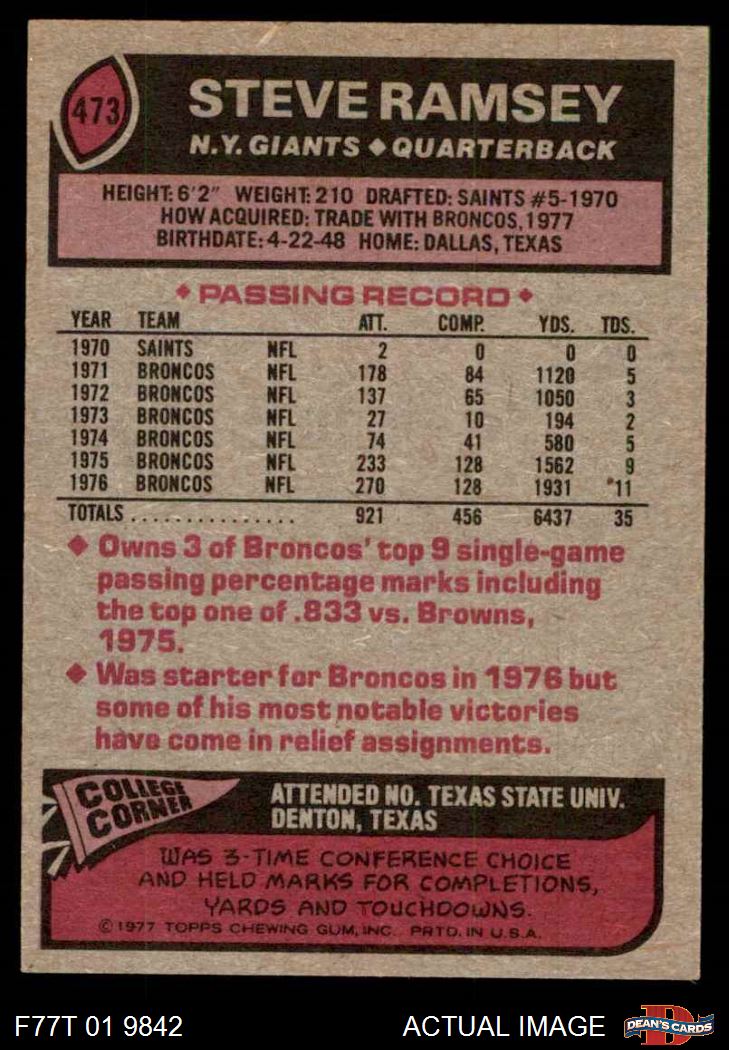 473
STEVE RAMSEY
N.Y. GIANTS ◆ QUARTERBACK
HEIGHT: 6'2" WEIGHT: 210 DRAFTED: SAINTS #5-1970
HOW ACQUIRED: TRADE WITH BRONCOS, 1977
BIRTHDATE: 4-22-48 HOME: DALLAS, TEXAS
◆ PASSING RECORD ◆
YEAR TEAM ATT. COMP. YDS. TDS.
1970 SAINTS NFL 2 0 0 0
1971 BRONCOS NFL 178 84 1120 5
1972 BRONCOS NFL 137 65 1050 3
1973 BRONCOS NFL 27 10 194 2
1974 BRONCOS NFL 74 41 580 5
1975 BRONCOS NFL 233 128 1562 9
1976 BRONCOS NFL 270 128 1931 11
TOTALS ............... 921 456 6437 35
◆ Owns 3 of Broncos' top 9 single-game
passing percentage marks including
the top one of .833 vs. Browns,
1975.
◆ Was starter for Broncos in 1976 but
some of his most notable victories
have come in relief assignments.
COLLEGE
CORNER
ATTENDED NO. TEXAS STATE UNIV.
DENTON, TEXAS
WAS 3-TIME CONFERENCE CHOICE
AND HELD MARKS FOR COMPLETIONS,
YARDS AND TOUCHDOWNS.
© 1977 TOPPS CHEWING GUM, INC. PRTD. IN U.S.A.
F77T 01 9842 ACTUAL IMAGE
D
DEAN'S CARDS